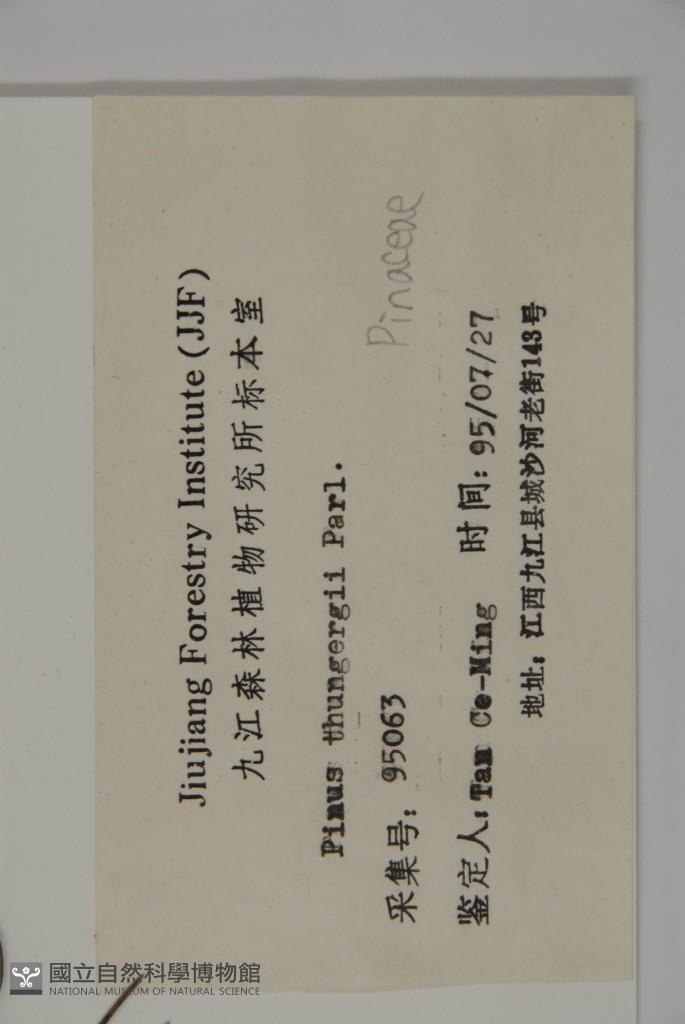 Jiujiang Forestry Institute (JJF)
九江森林植物研究所标本室
Pinus thungergii Parl.
Pinaceae
采集号: 95063
鉴定人: Tan Ce-Ming 时间: 95/07/27
地址: 江西九江县城沙河老街143号
國立自然科學博物館
NATIONAL MUSEUM OF NATURAL SCIENCE